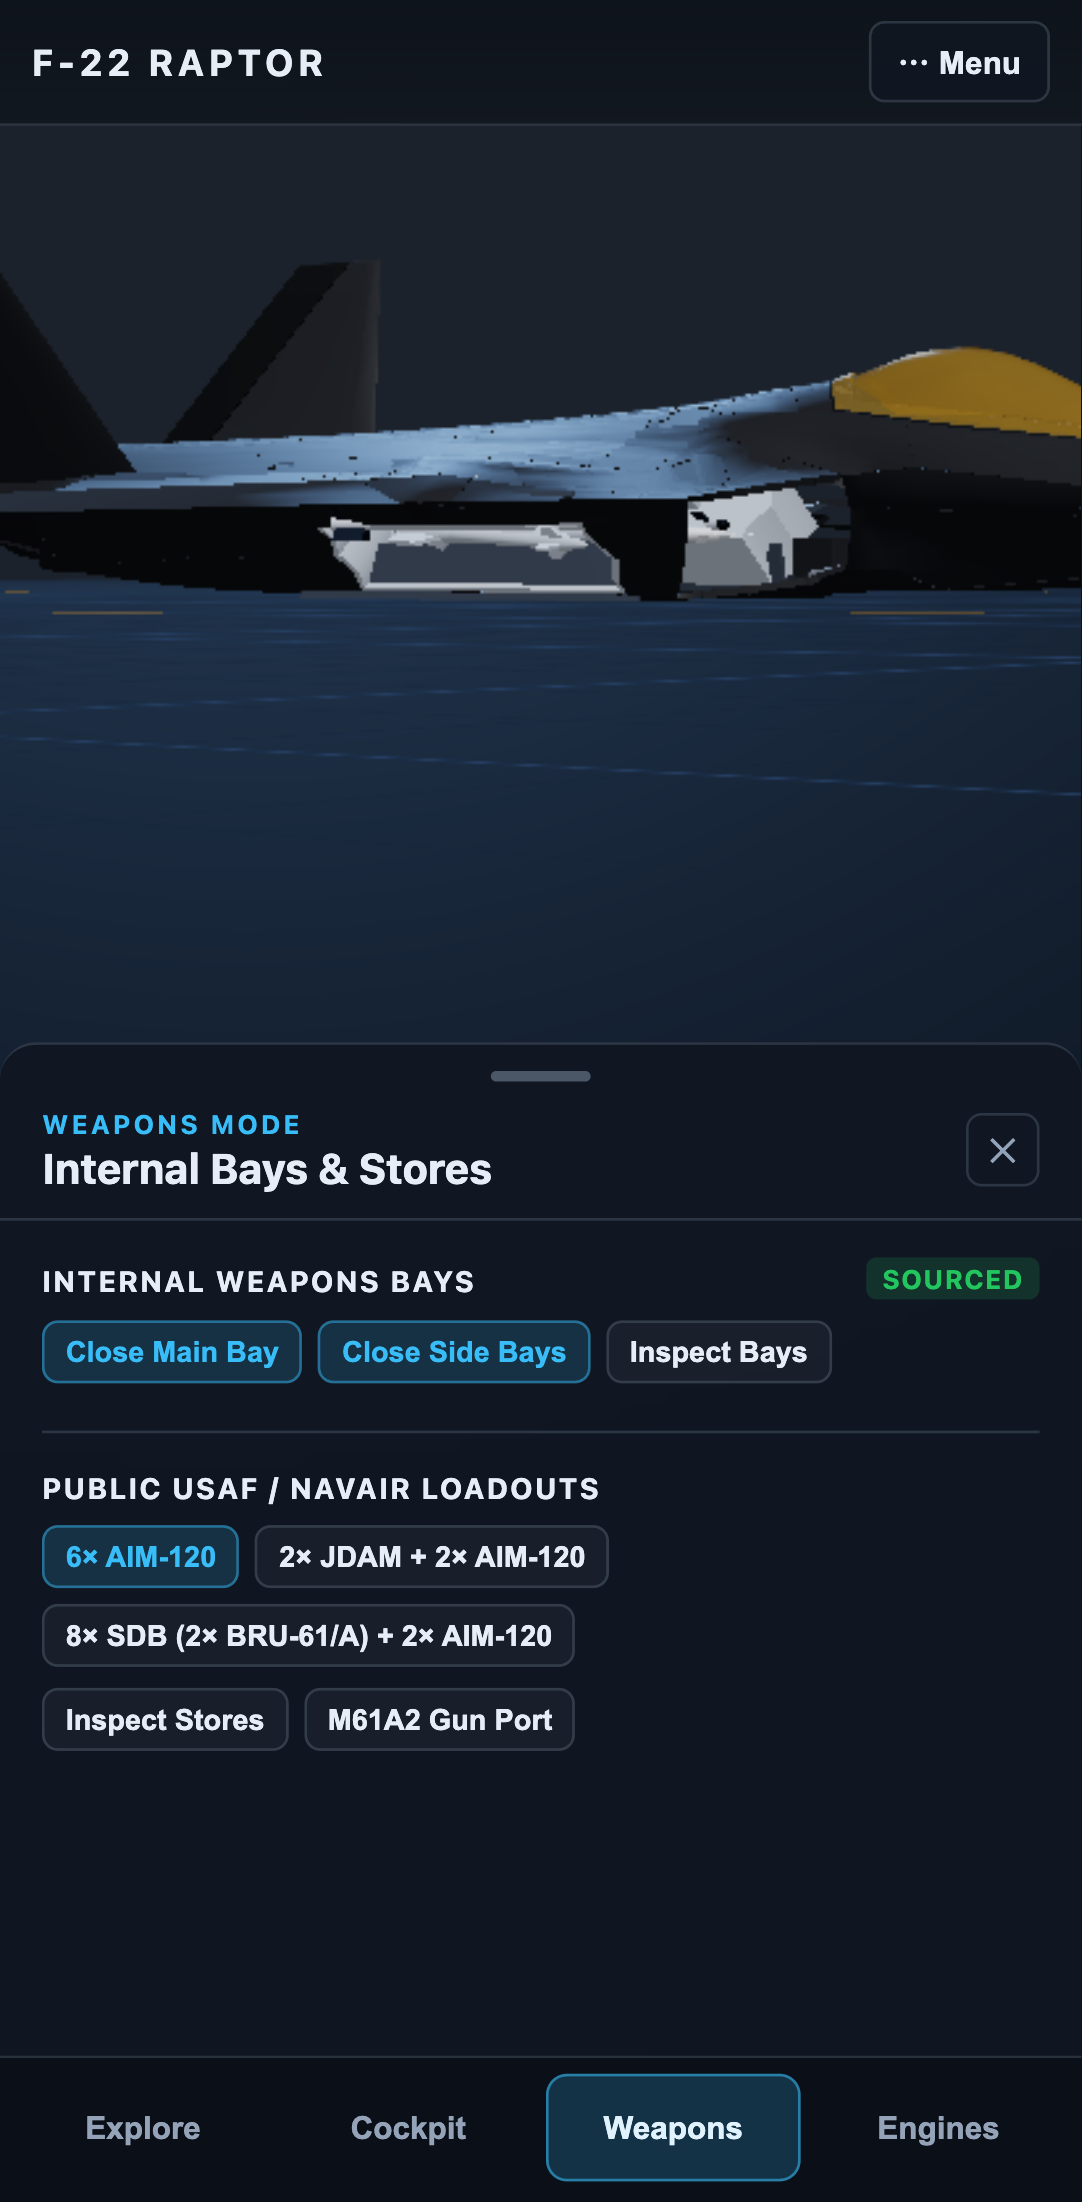 F-22 RAPTOR
··· Menu
WEAPONS MODE
Internal Bays & Stores
INTERNAL WEAPONS BAYS
SOURCED
Close Main Bay
Close Side Bays
Inspect Bays
PUBLIC USAF / NAVAIR LOADOUTS
6× AIM-120
2× JDAM + 2× AIM-120
8× SDB (2× BRU-61/A) + 2× AIM-120
Inspect Stores
M61A2 Gun Port
Explore
Cockpit
Weapons
Engines